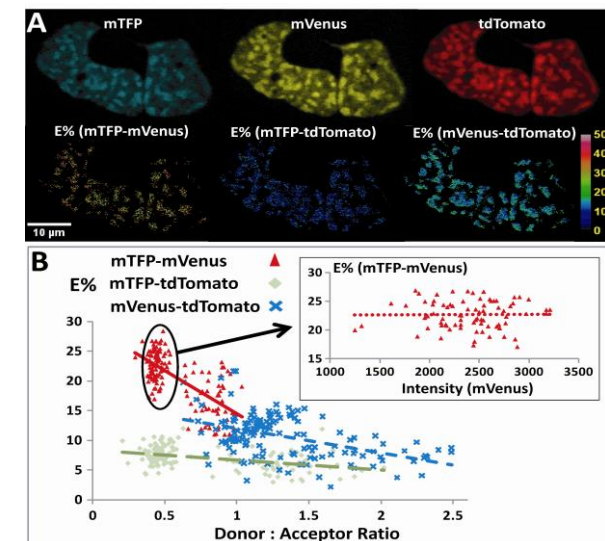 A
mTFP mVenus tdTomato
E% (mTFP-mVenus) E% (mTFP-tdTomato) E% (mVenus-tdTomato)
50
40
30
20
10
0
10 µm
B
mTFP-mVenus
E% mTFP-tdTomato
mVenus-tdTomato
E% (mTFP-mVenus)
30
25
20
15
1000 1500 2000 2500 3000 3500
Intensity (mVenus)
30
25
20
15
10
5
0
0 0.5 1 1.5 2 2.5
Donor : Acceptor Ratio